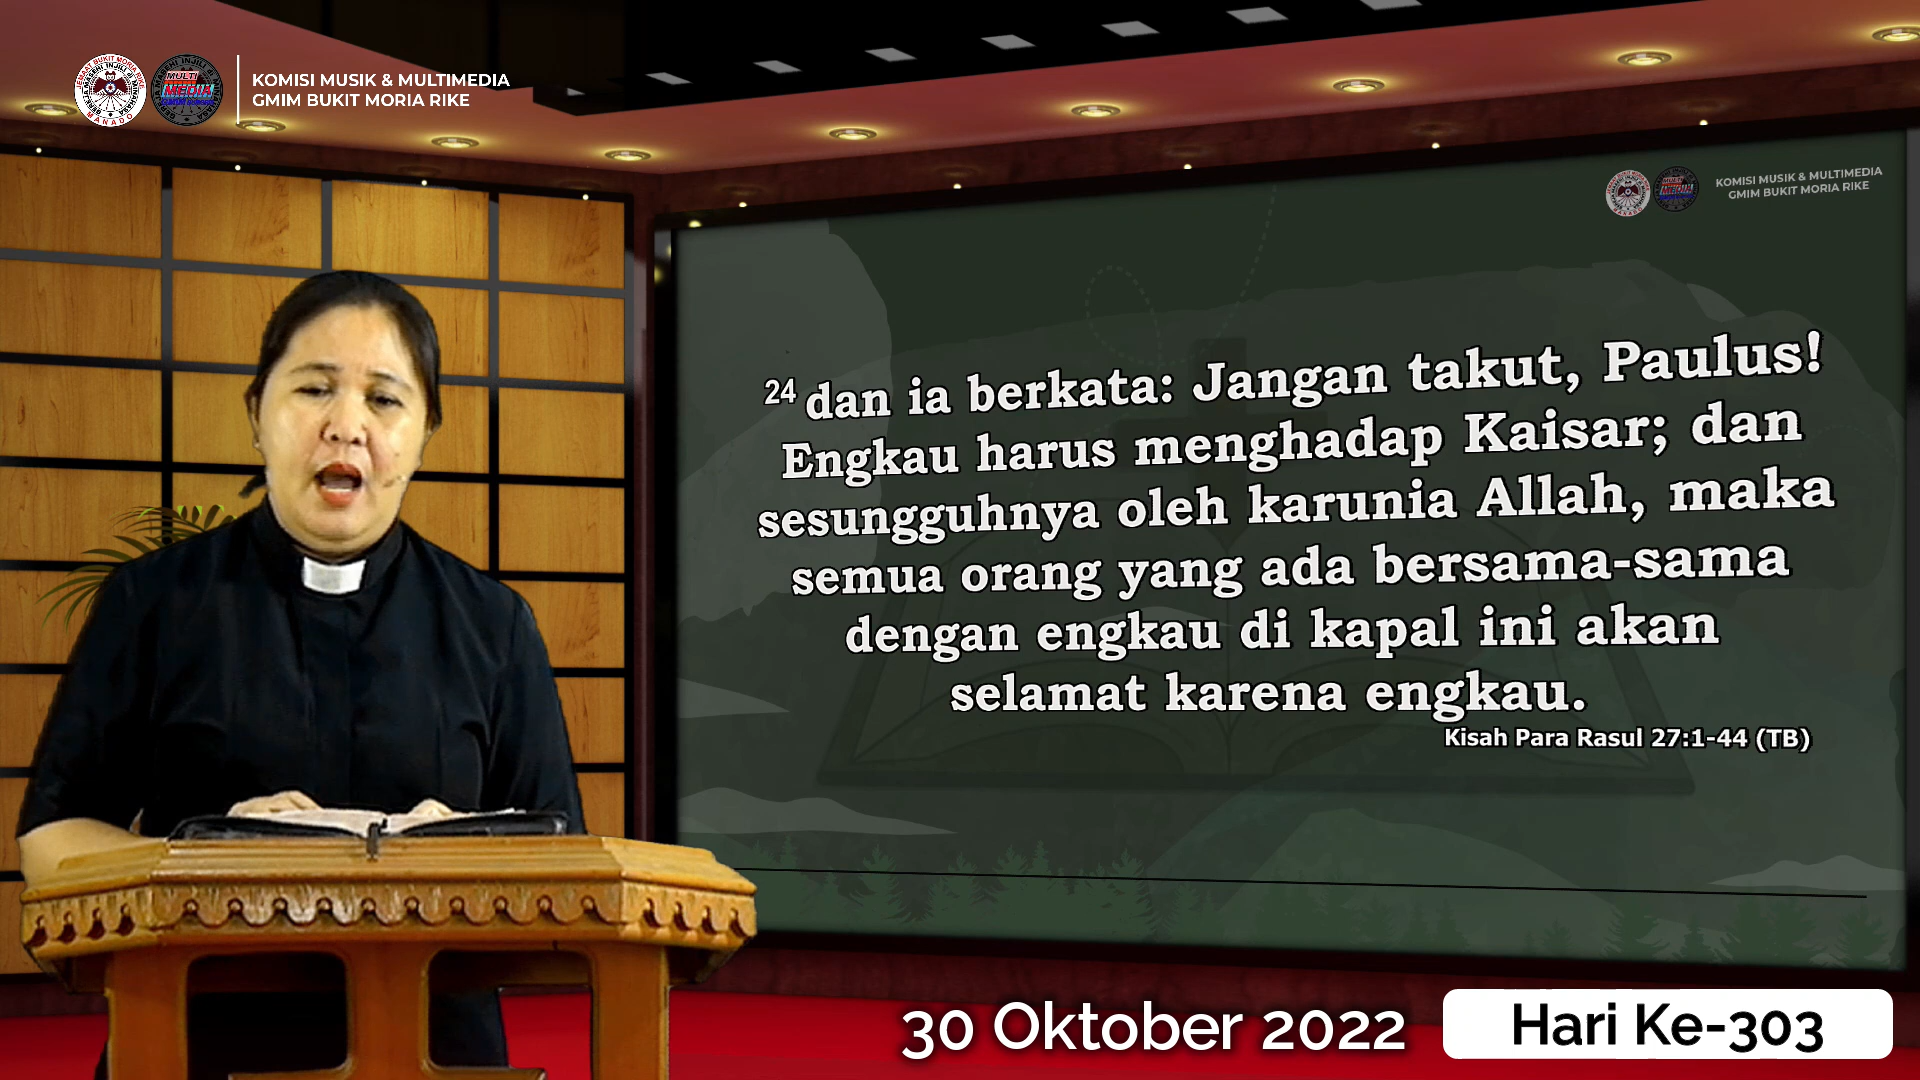 KOMISI MUSIK & MULTIMEDIA
GMIM BUKIT MORIA RIKE
MULTI
MEDIA
MANADO
KOMISI MUSIK & MULTIMEDIA
GMIM BUKIT MORIA RIKE
24 dan ia berkata: Jangan takut, Paulus!
Engkau harus menghadap Kaisar; dan
sesungguhnya oleh karunia Allah, maka
semua orang yang ada bersama-sama
dengan engkau di kapal ini akan
selamat karena engkau.
Kisah Para Rasul 27:1-44 (TB)
30 Oktober 2022
Hari Ke-303